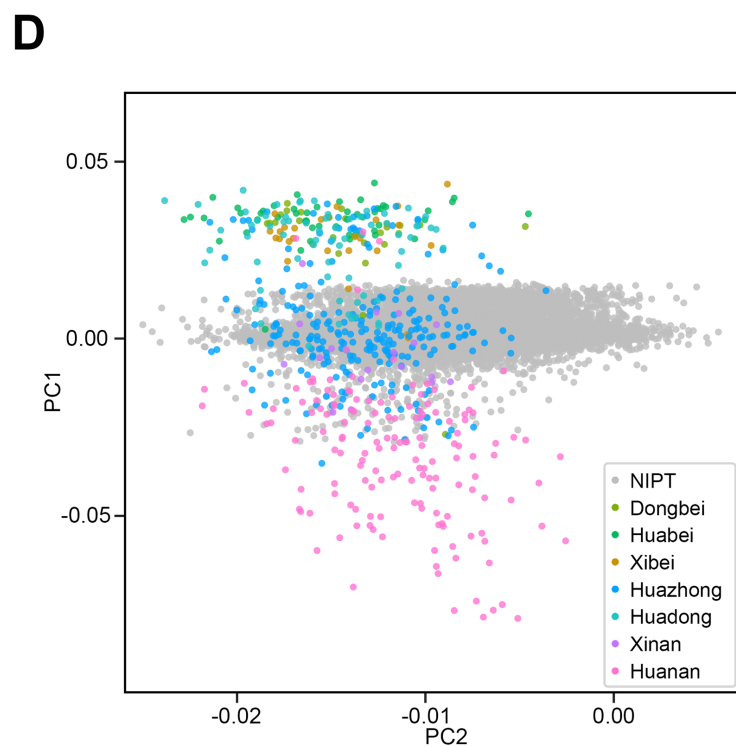 D
0.05
0.00
-0.05
PC1
-0.02
-0.01
0.00
PC2
NIPT
Dongbei
Huabei
Xibei
Huazhong
Huadong
Xinan
Huanan